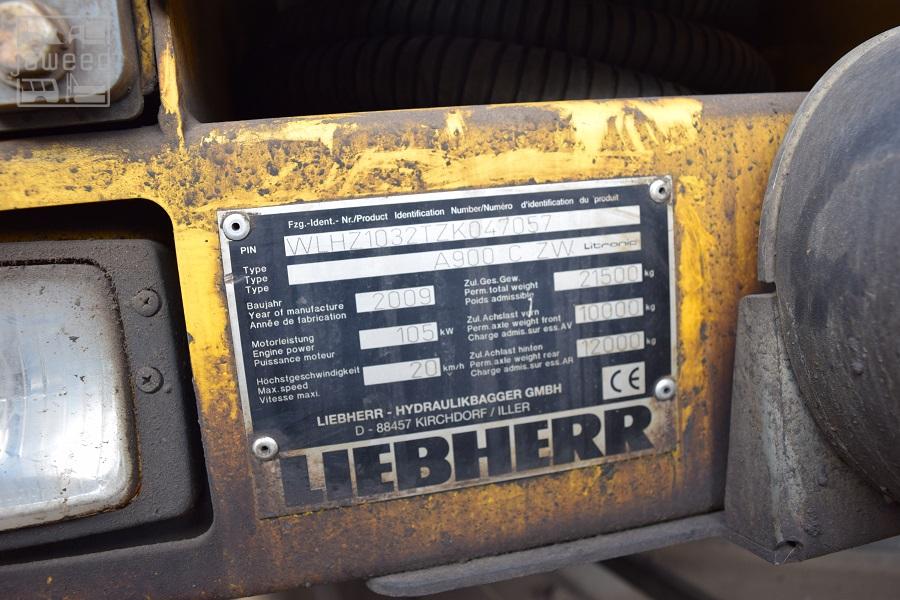 jaweed
Fzg.-Ident.- Nr./Product Identification Number/Numéro d'identification du produit
PIN WLHZ1032TZK047057
Type A900 C ZW Litronic
Type
Type
Baujahr
Year of manufacture 2009
Année de fabrication
Motorleistung
Engine power 105 kW
Puissance moteur
Höchstgeschwindigkeit
Max. speed 20 km/h
Vitesse maxi.
Zul.Ges.Gew.
Perm.total weight 21500 kg
Poids admissible
Zul.Achslast vorn
Perm.axle weight front 10000 kg
Charge admis.sur ess.AV
Zul.Achslast hinten
Perm.axle weight rear 12000 kg
Charge admis.sur ess.AR
CE
LIEBHERR - HYDRAULIKBAGGER GMBH
D - 88457 KIRCHDORF / ILLER
LIEBHERR